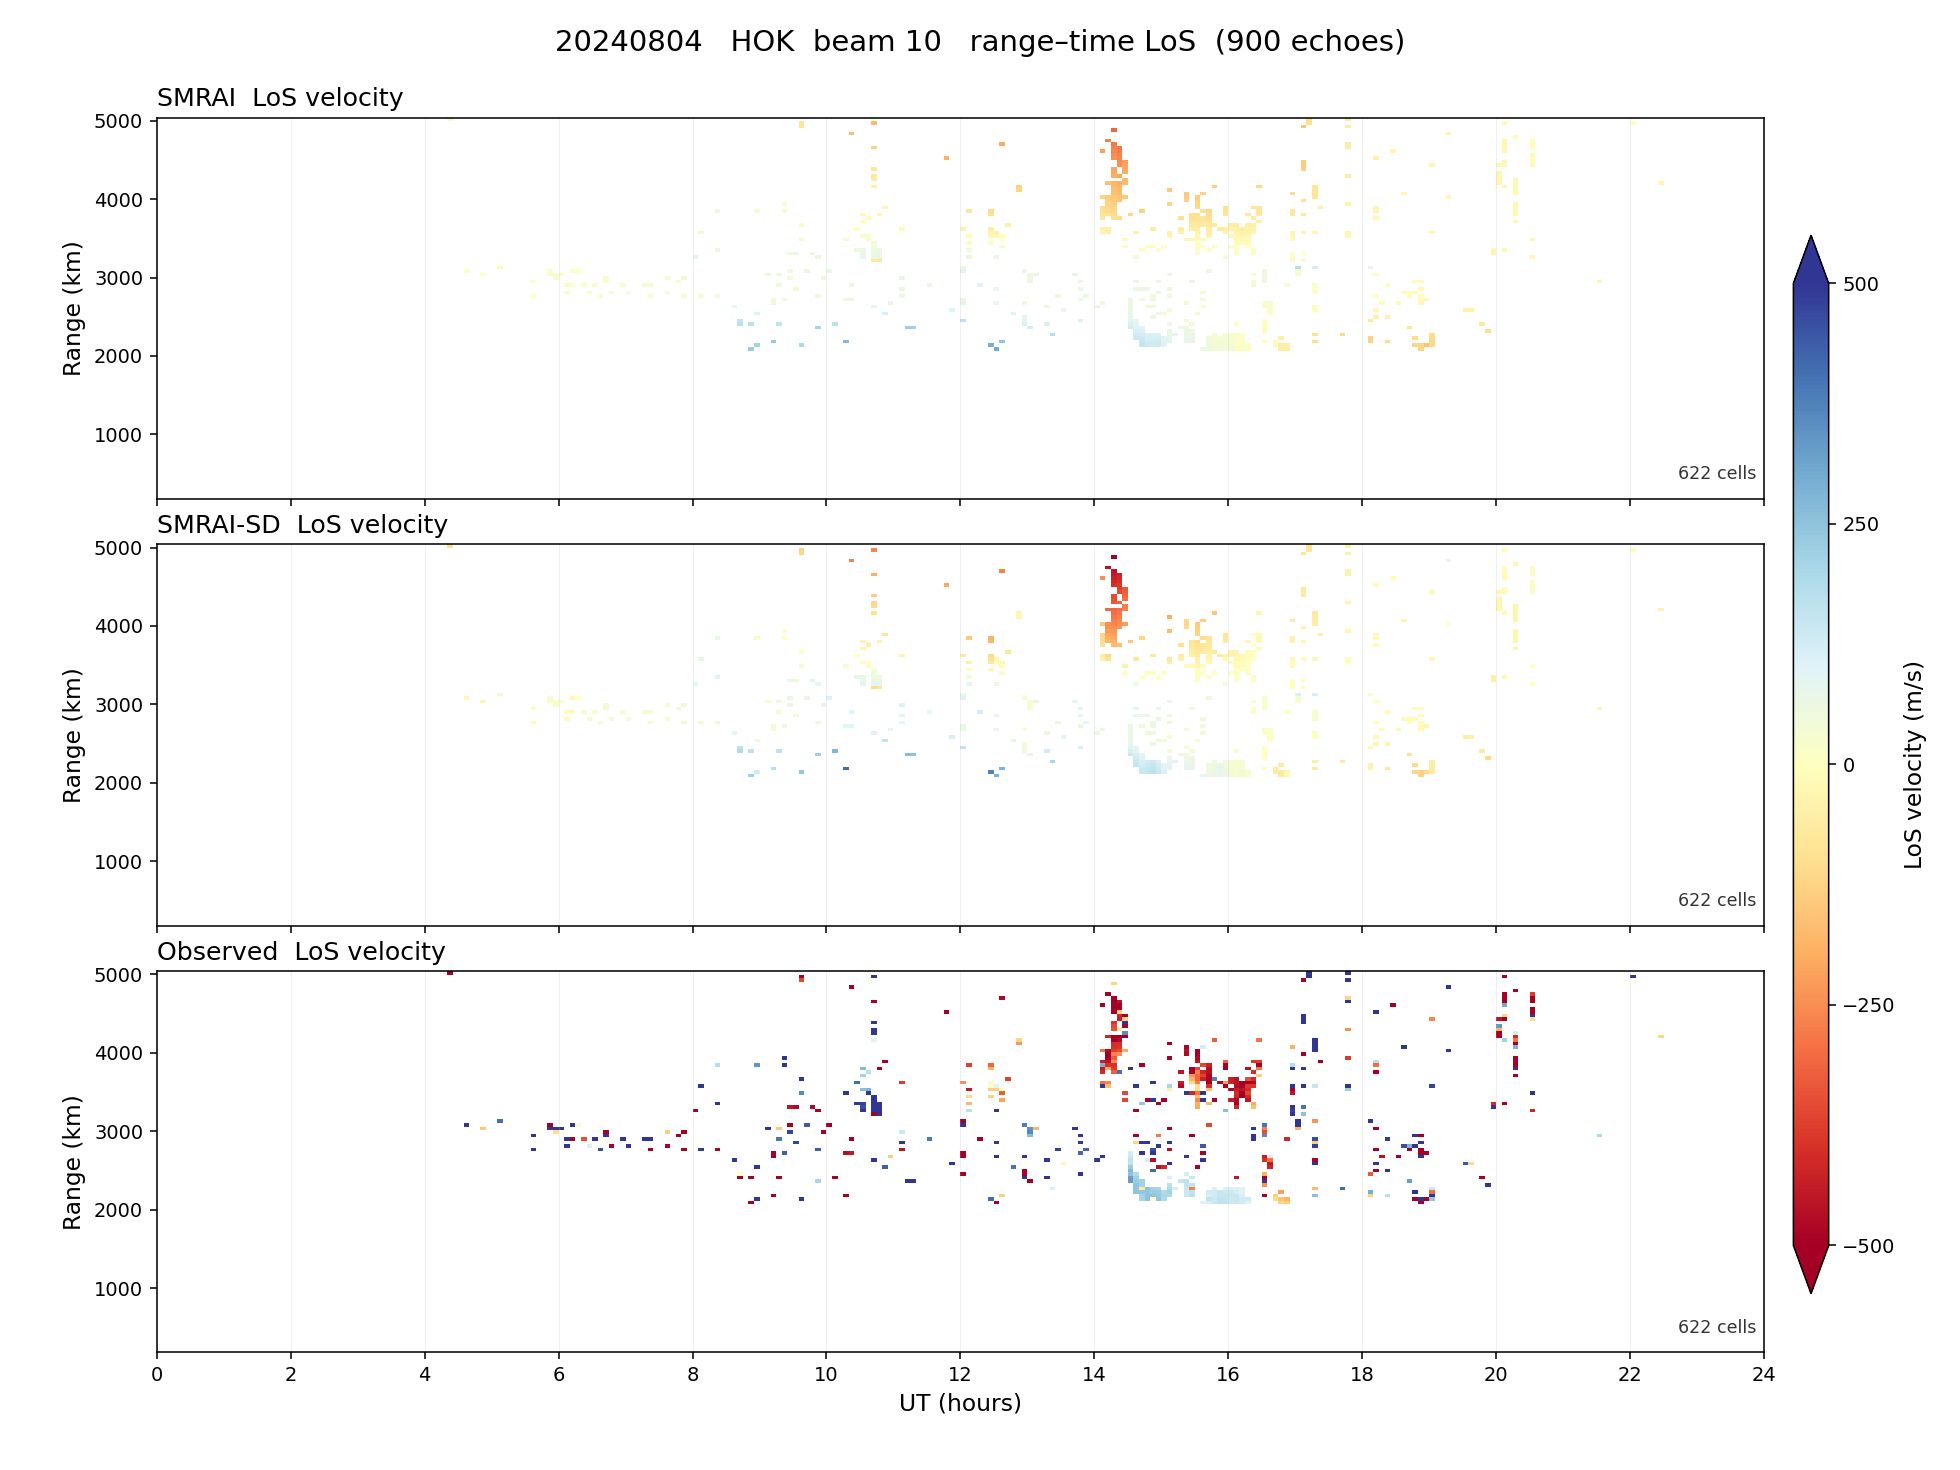 20240804   HOK  beam 10   range–time LoS  (900 echoes)
SMRAI  LoS velocity
5000
4000
3000
2000
1000
Range (km)
622 cells
SMRAI-SD  LoS velocity
5000
4000
3000
2000
1000
Range (km)
622 cells
Observed  LoS velocity
5000
4000
3000
2000
1000
Range (km)
622 cells
0 2 4 6 8 10 12 14 16 18 20 22 24
UT (hours)
500
250
0
−250
−500
LoS velocity (m/s)